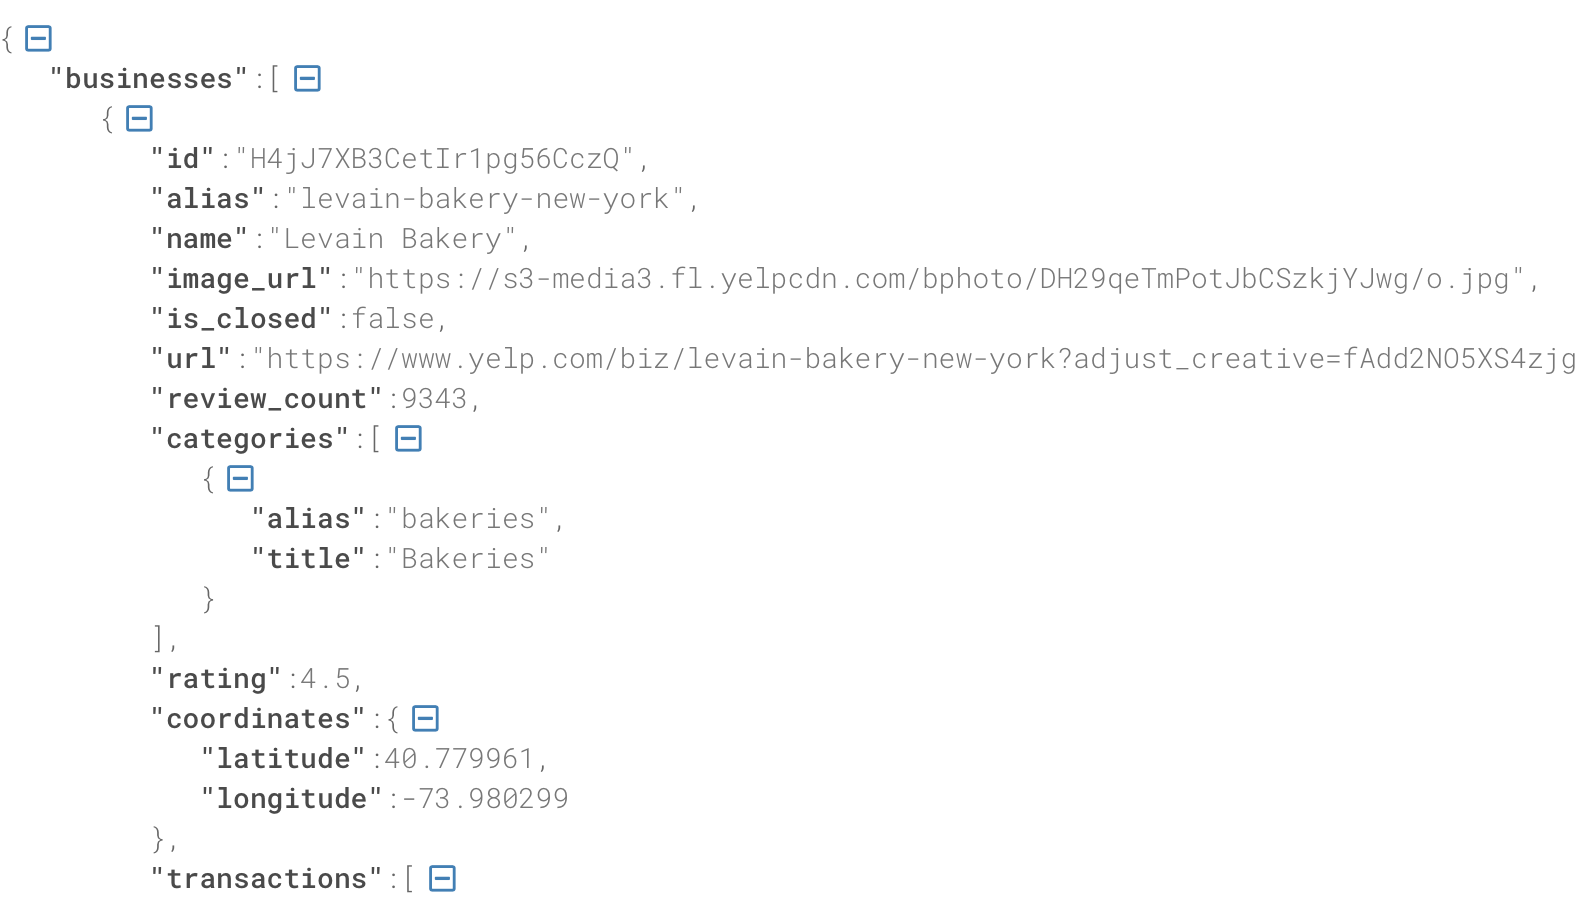 {
"businesses":[
{
"id":"H4jJ7XB3CetIr1pg56CczQ",
"alias":"levain-bakery-new-york",
"name":"Levain Bakery",
"image_url":"https://s3-media3.fl.yelpcdn.com/bphoto/DH29qeTmPotJbCSzkjYJwg/o.jpg",
"is_closed":false,
"url":"https://www.yelp.com/biz/levain-bakery-new-york?adjust_creative=fAdd2NO5XS4zjg
"review_count":9343,
"categories":[
{
"alias":"bakeries",
"title":"Bakeries"
}
],
"rating":4.5,
"coordinates":{
"latitude":40.779961,
"longitude":-73.980299
},
"transactions":[